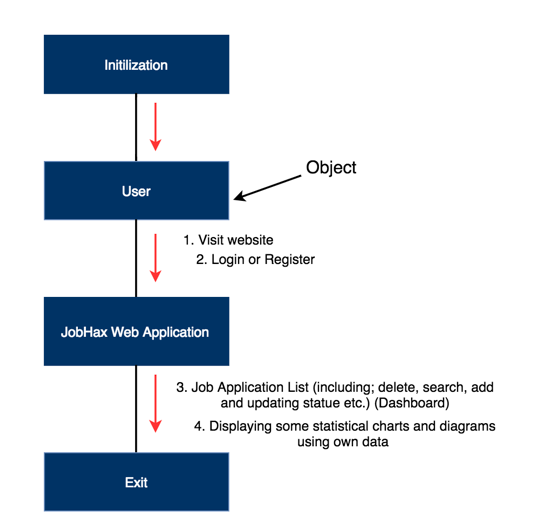 Initilization
User
Object
1. Visit website
2. Login or Register
JobHax Web Application
3. Job Application List (including; delete, search, add
and updating statue etc.) (Dashboard)
4. Displaying some statistical charts and diagrams
using own data
Exit